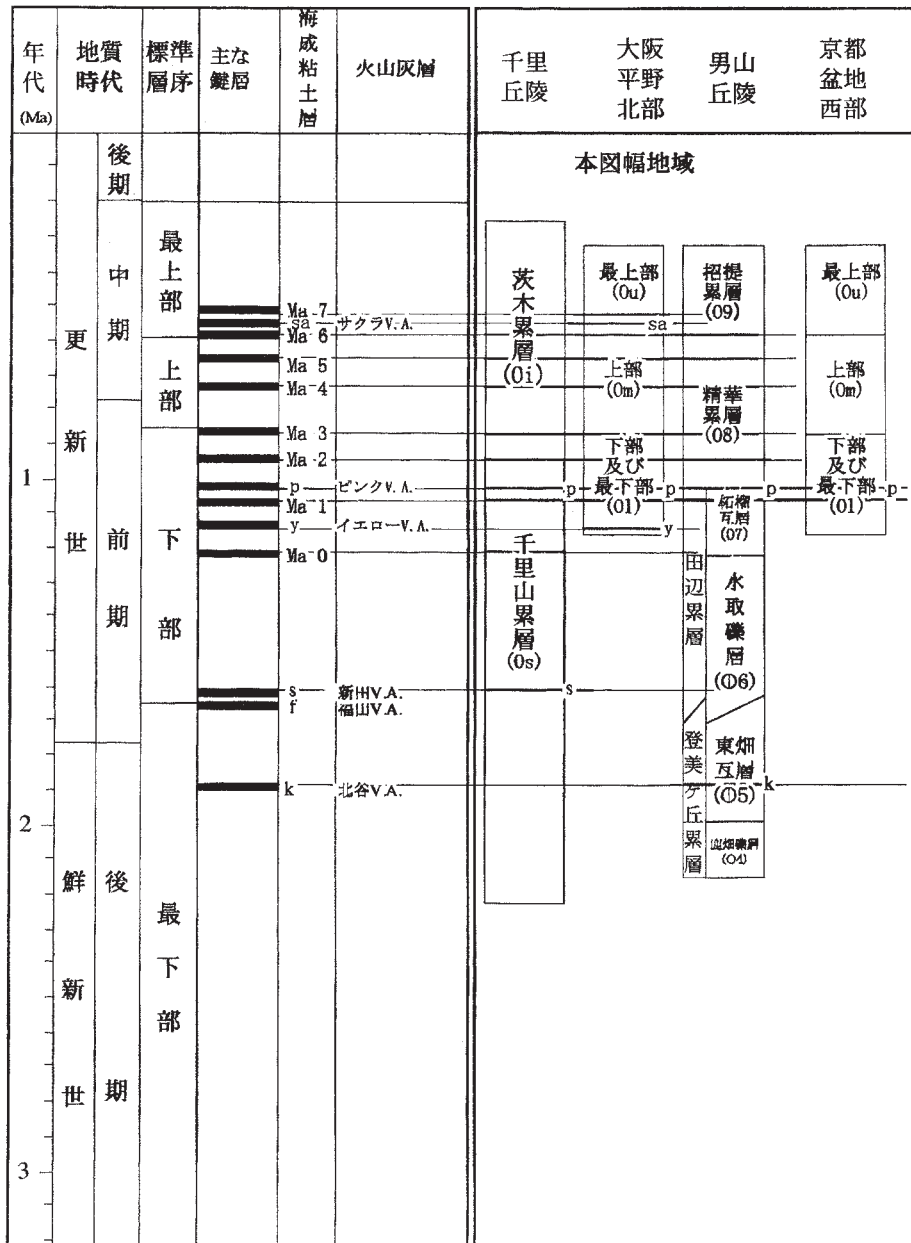 年代
(Ma)
地質時代
標準層序
主な鍵層
海成粘土層
火山灰層
千里丘陵
大阪平野北部
男山丘陵
京都盆地西部
本図幅地域
更新世
鮮新世
後期
中期
前期
後期
最上部
上部
下部
最下部
1
2
3
Ma 7
sa サクラV.A.
Ma 6
Ma 5
Ma 4
Ma 3
Ma 2
p ピンクV.A.
Ma 1
y イエローV.A.
Ma 0
s 新田V.A.
f 福田V.A.
k 北谷V.A.
茨木累層
(Oi)
千里山累層
(Os)
s
p
最上部
(Ou)
sa
上部
(Om)
下部
及び
最下部
(Ol)
p
y
招提
累層
(O9)
精華
累層
(O8)
p
互層
(O7)
田辺累層
水取礫層
(O6)
登美ケ丘累層
東畑
互層
(O5)
k
(O4)
最上部
(Ou)
上部
(Om)
下部
及び
最下部
(Ol)
p